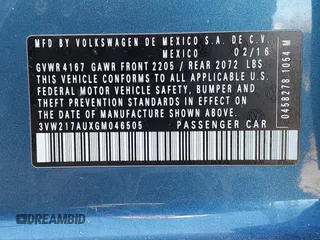 MFD. BY VOLKSWAGEN DE MEXICO S.A. DE C.V.
02/16
GVWR 4167 GAWR FRONT 2205 / REAR 2072 LBS
THIS VEHICLE CONFORMS TO ALL APPLICABLE U.S.
FEDERAL MOTOR VEHICLE SAFETY, BUMPER AND
THEFT PREVENTION STANDARDS IN EFFECT ON THE
DATE OF MANUFACTURE SHOWN ABOVE.
3VW217AUXGM046505 PASSENGER CAR
0458278.1054 M
DREAMBID